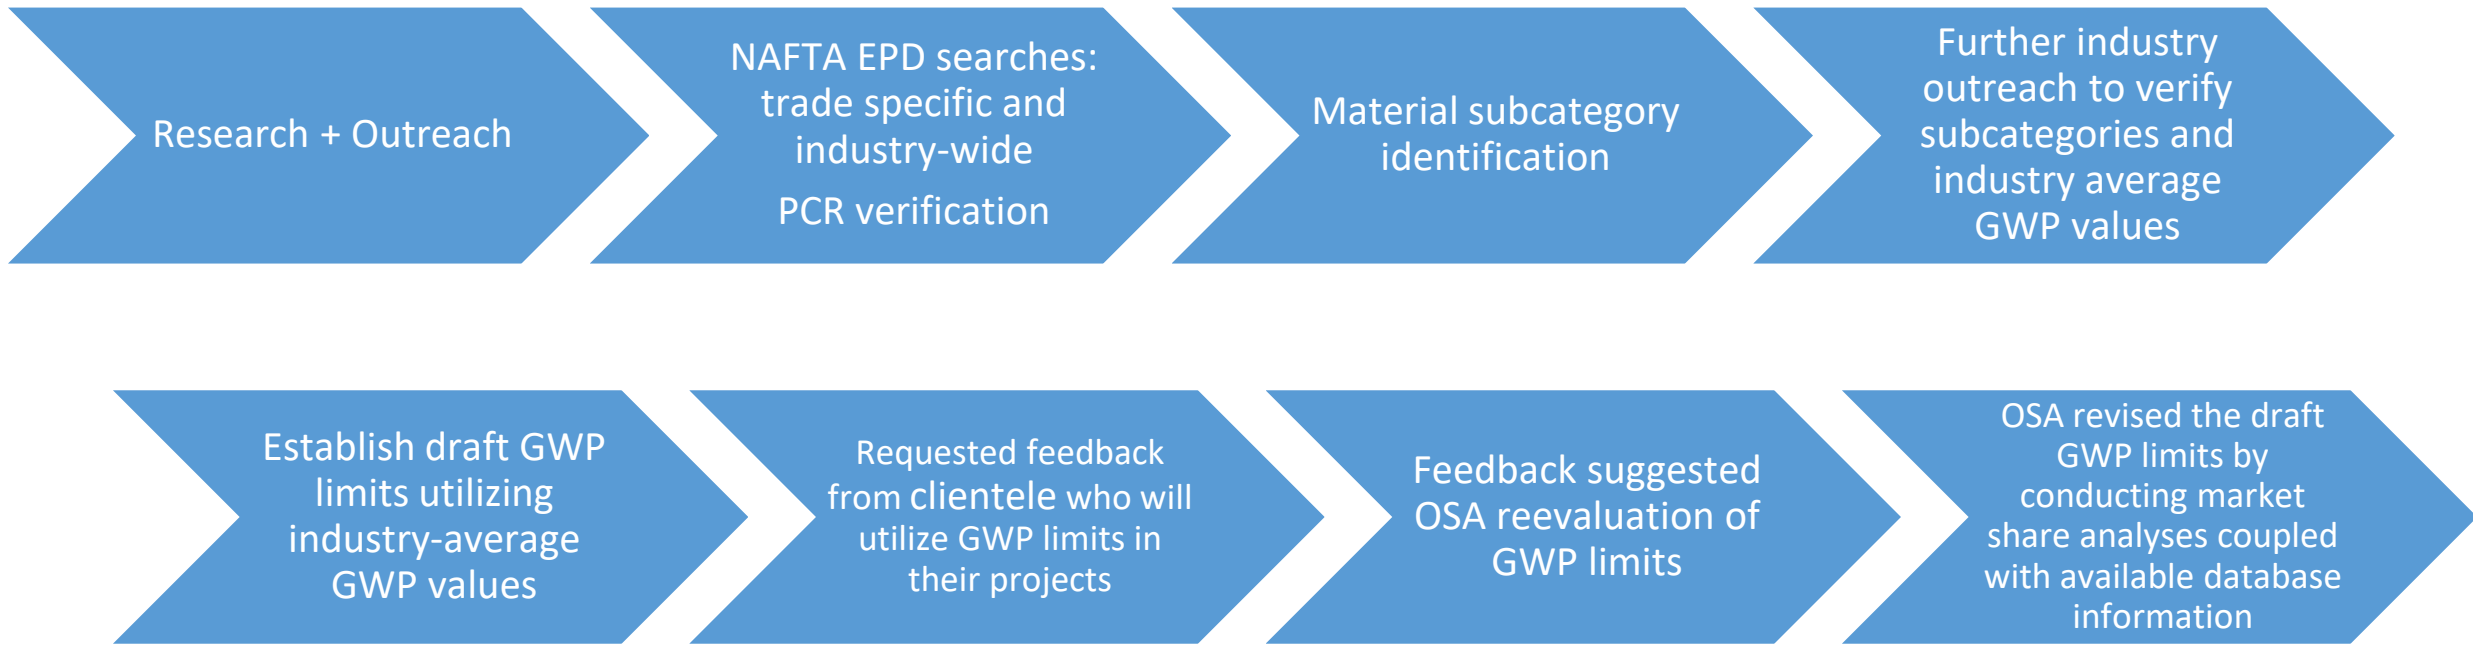 Research + Outreach
NAFTA EPD searches:
trade specific and
industry-wide
PCR verification
Material subcategory
identification
Further industry
outreach to verify
subcategories and
industry average
GWP values
Establish draft GWP
limits utilizing
industry-average
GWP values
Requested feedback
from clientele who will
utilize GWP limits in
their projects
Feedback suggested
OSA reevaluation of
GWP limits
OSA revised the draft
GWP limits by
conducting market
share analyses coupled
with available database
information